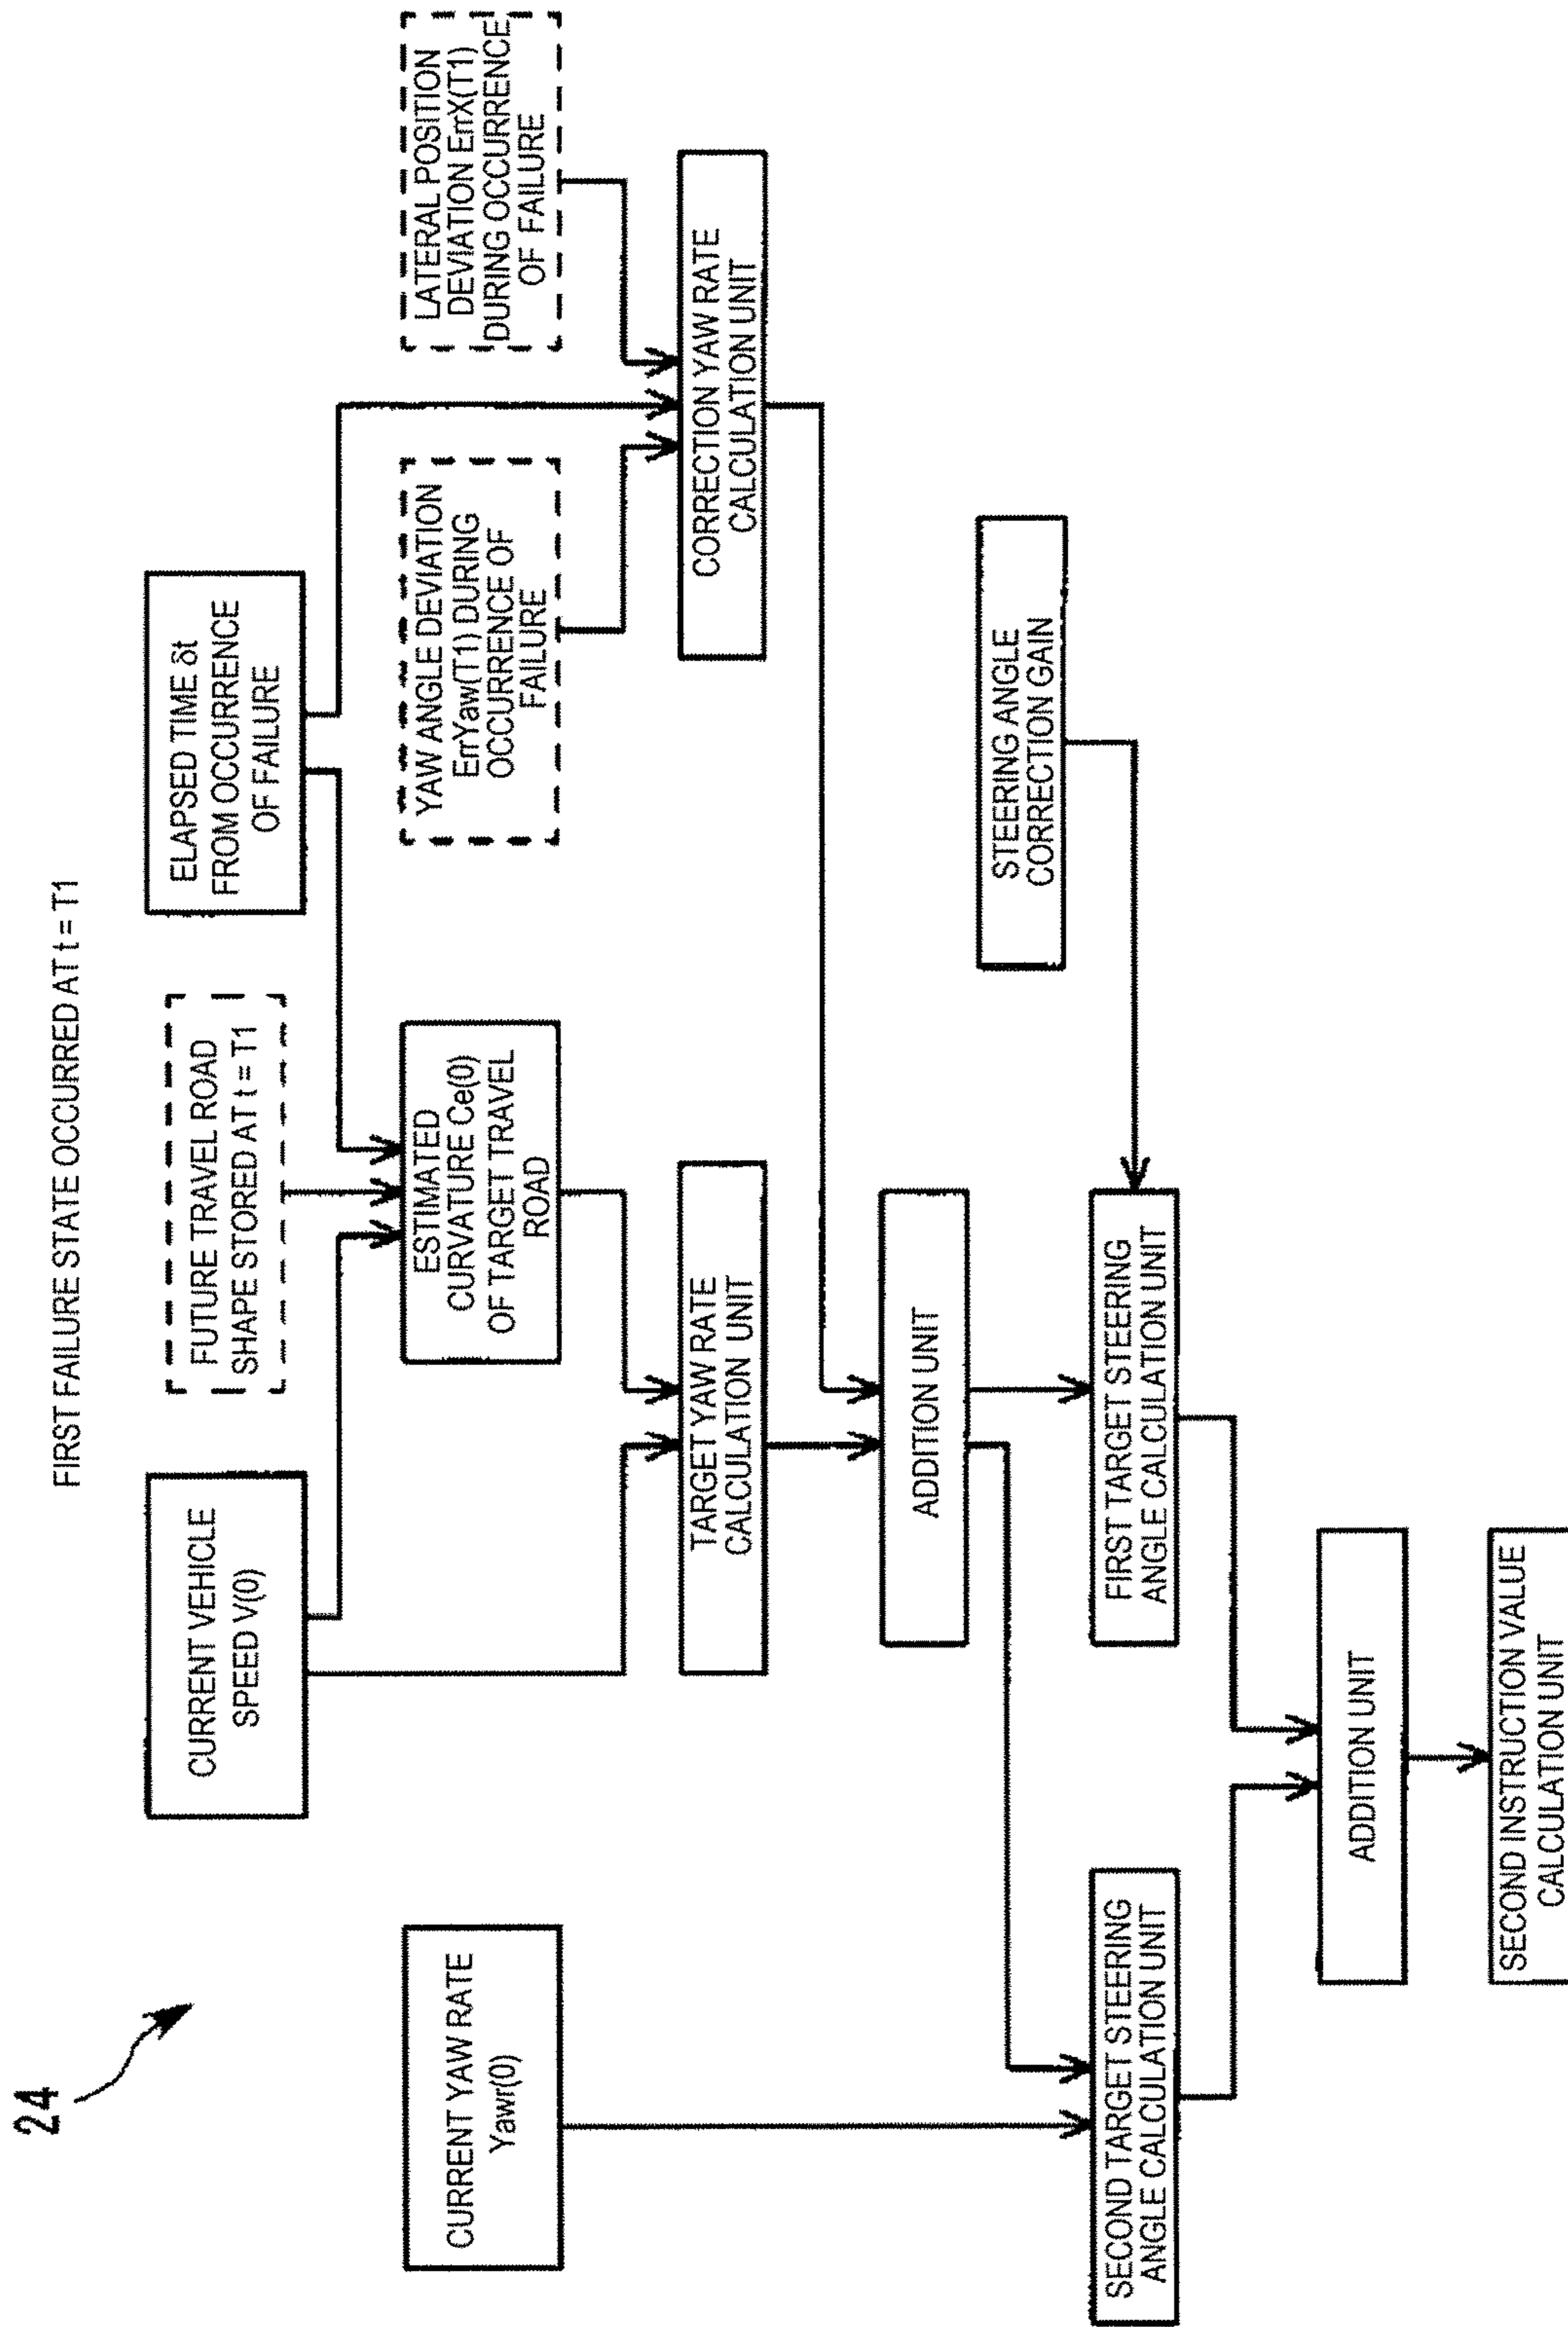 24
FIRST FAILURE STATE OCCURRED AT t = T1
CURRENT VEHICLE
SPEED V(0)
FUTURE TRAVEL ROAD
SHAPE STORED AT t = T1
ELAPSED TIME δt
FROM OCCURRENCE
OF FAILURE
CURRENT YAW RATE
Yawr(0)
ESTIMATED
CURVATURE Ce(0)
OF TARGET TRAVEL
ROAD
YAW ANGLE DEVIATION
ErrYaw(T1) DURING
OCCURRENCE OF
FAILURE
LATERAL POSITION
DEVIATION ErrX(T1)
DURING OCCURRENCE
OF FAILURE
TARGET YAW RATE
CALCULATION UNIT
CORRECTION YAW RATE
CALCULATION UNIT
ADDITION UNIT
STEERING ANGLE
CORRECTION GAIN
SECOND TARGET STEERING
ANGLE CALCULATION UNIT
FIRST TARGET STEERING
ANGLE CALCULATION UNIT
ADDITION UNIT
SECOND INSTRUCTION VALUE
CALCULATION UNIT